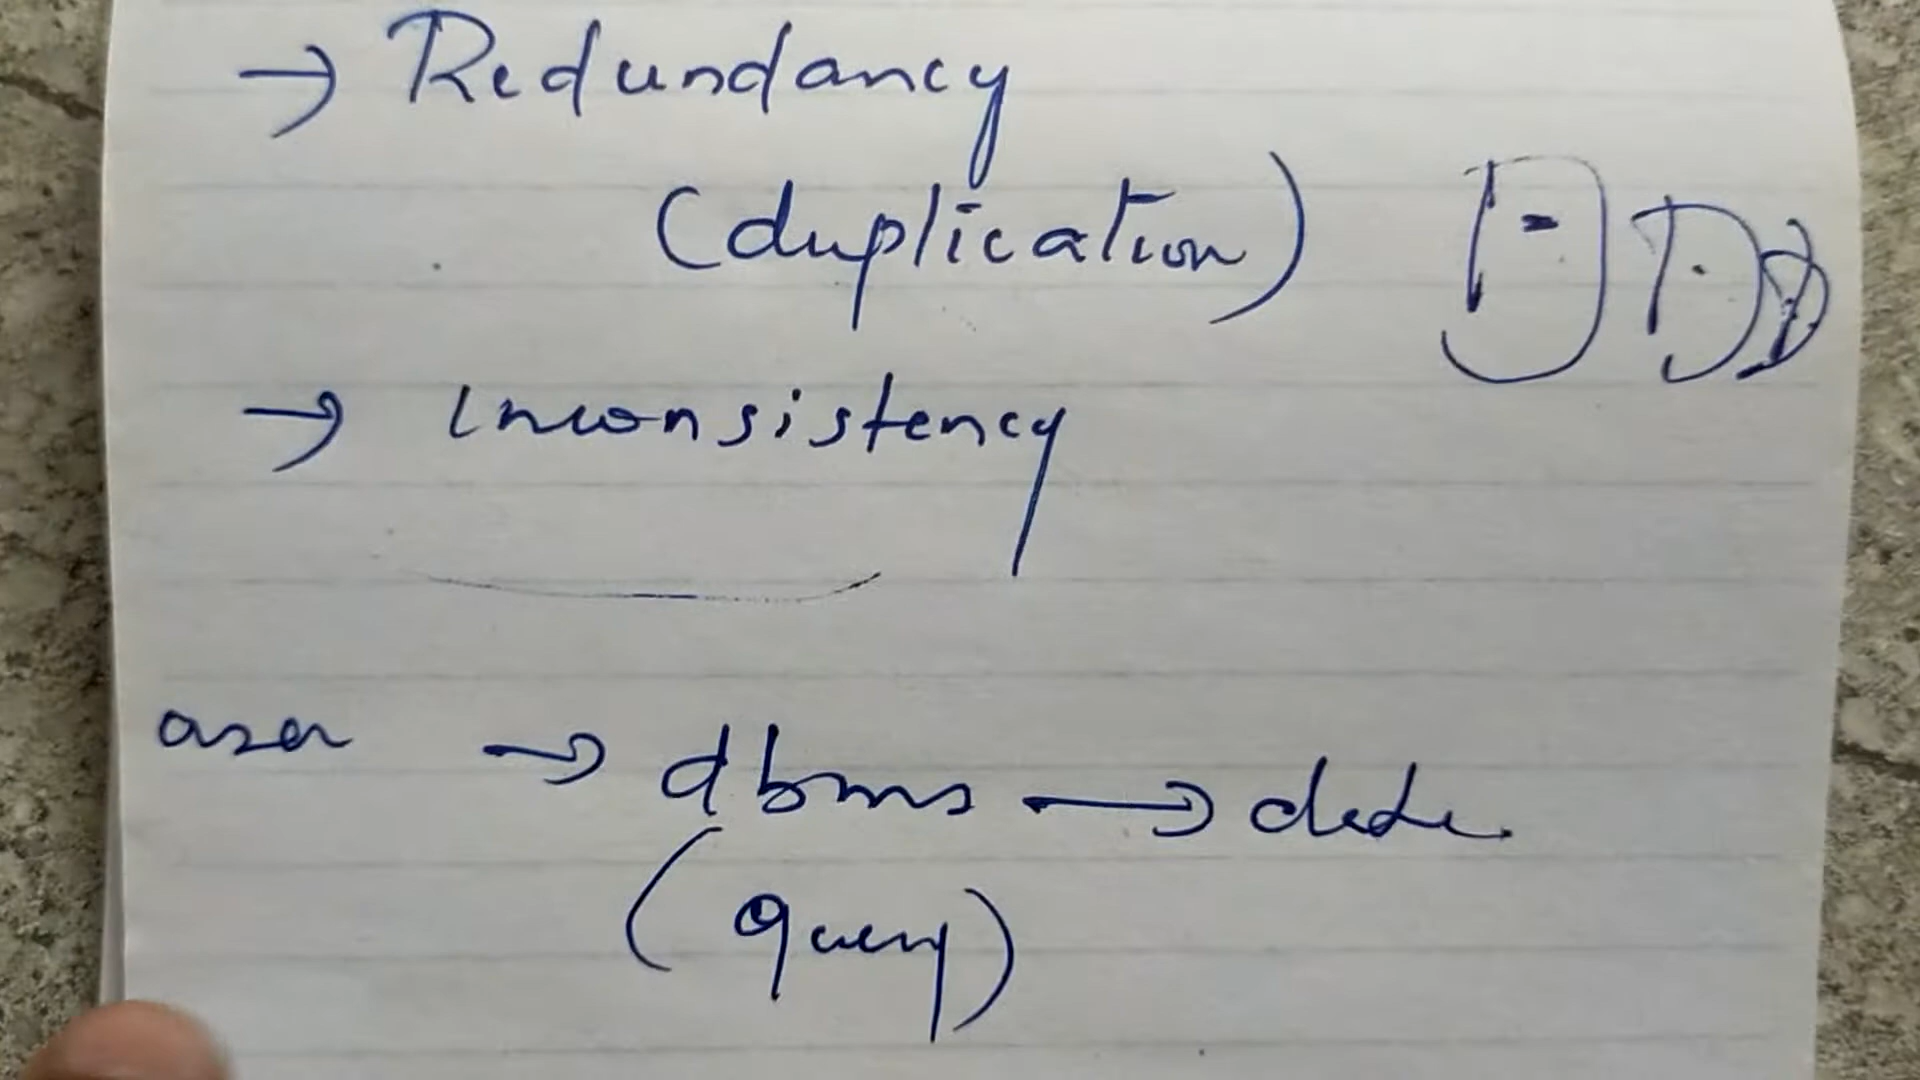 → Redundancy
(duplication)
→ Inconsistency
user → dbms → data
(query)